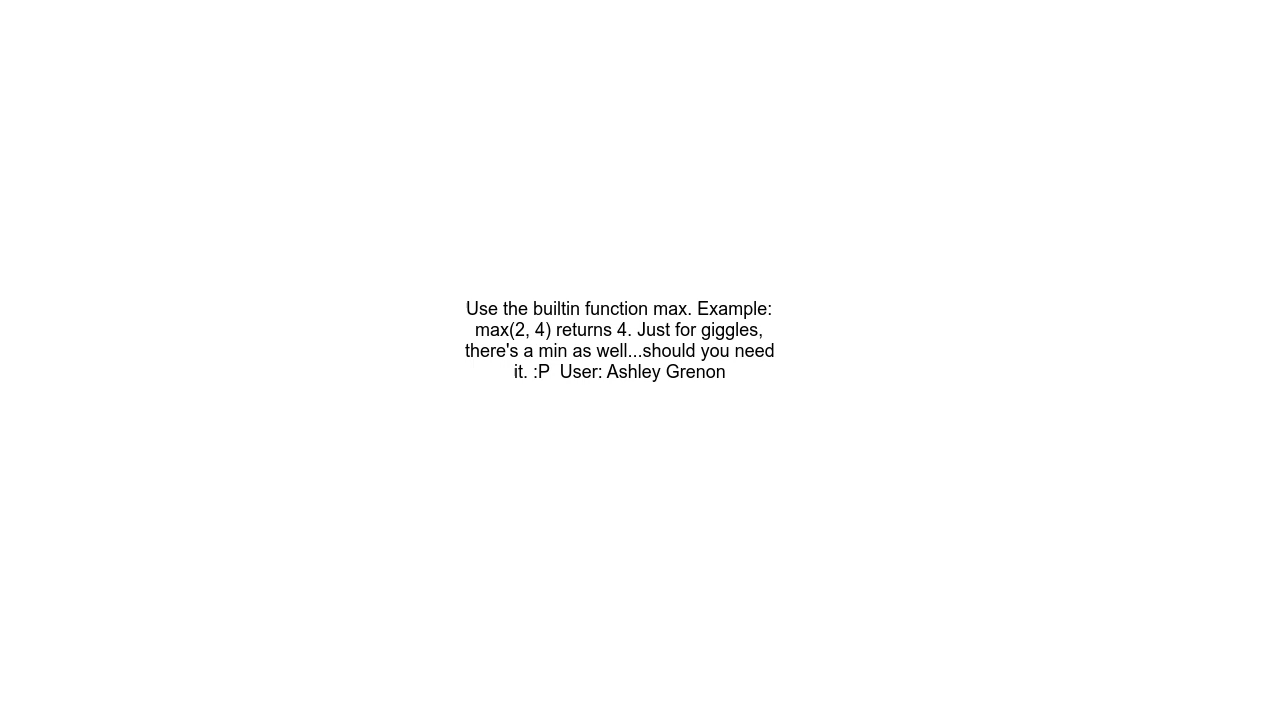 Use the builtin function max. Example:
max(2, 4) returns 4. Just for giggles,
there's a min as well...should you need
it. :P  User: Ashley Grenon